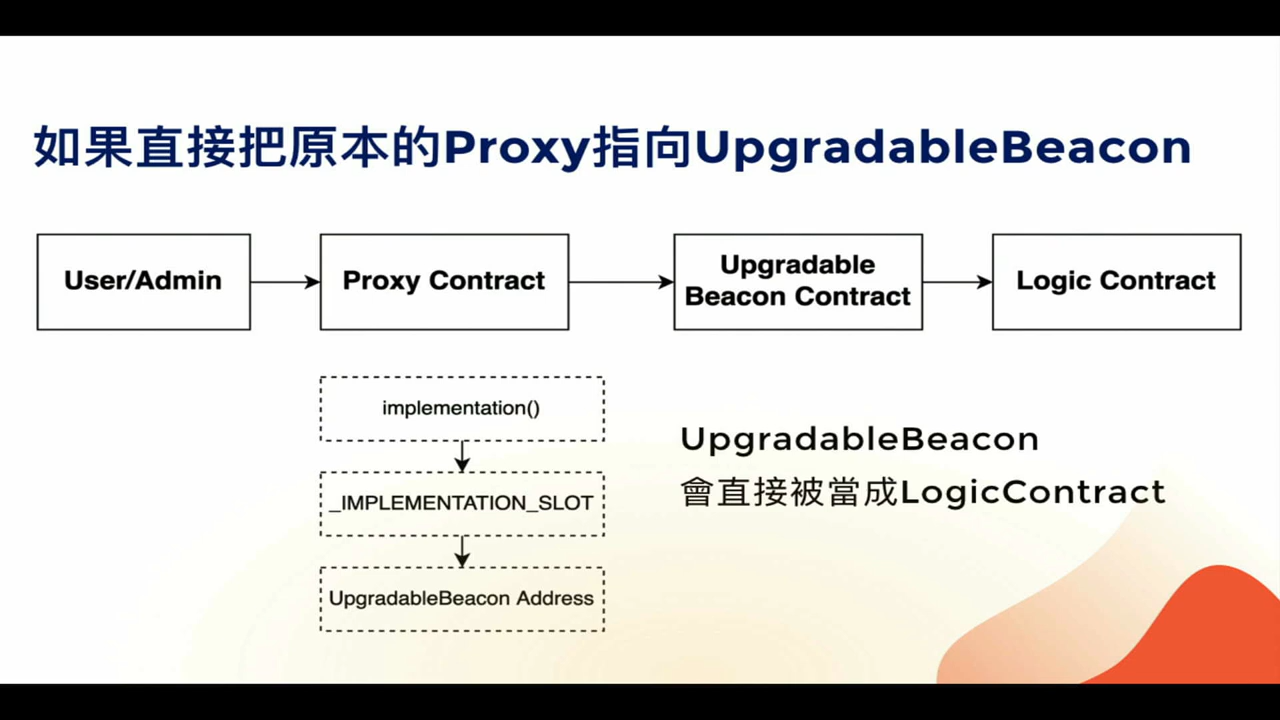 如果直接把原本的Proxy指向UpgradableBeacon
User/Admin
Proxy Contract
Upgradable
Beacon Contract
Logic Contract
implementation()
_IMPLEMENTATION_SLOT
UpgradableBeacon Address
UpgradableBeacon
會直接被當成LogicContract